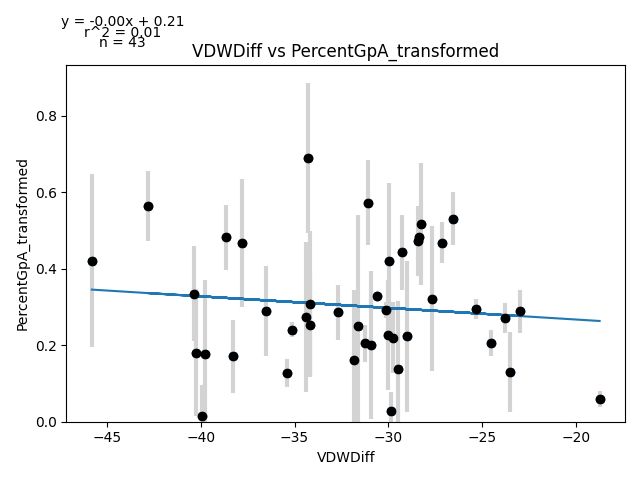 y = -0.00x + 0.21
r^2 = 0.01
n = 43
VDWDiff vs PercentGpA_transformed
PercentGpA_transformed
0.8
0.6
0.4
0.2
0.0
−45 −40 −35 −30 −25 −20
VDWDiff